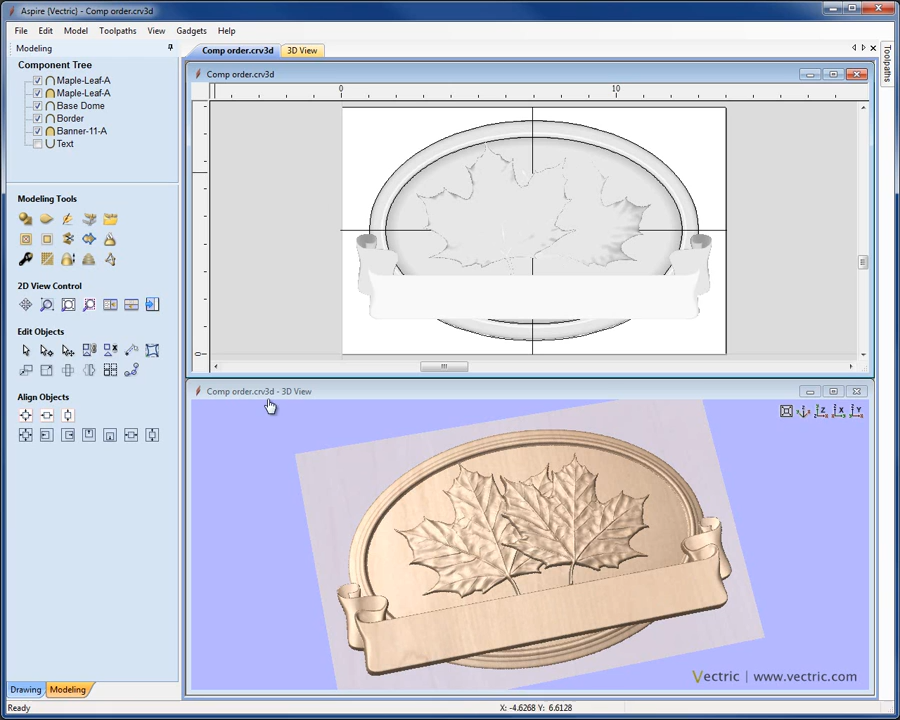 Aspire (Vectric) - Comp order.crv3d
File Edit Model Toolpaths View Gadgets Help
Modeling
Component Tree
Maple-Leaf-A
Maple-Leaf-A
Base Dome
Border
Banner-11-A
Text
Modeling Tools
2D View Control
Edit Objects
Align Objects
Drawing Modeling
Comp order.crv3d 3D View
Comp order.crv3d
0 10
0
Comp order.crv3d - 3D View
Z X Y
Vectric | www.vectric.com
Toolpaths
Ready X: -4.6268 Y: 6.6128